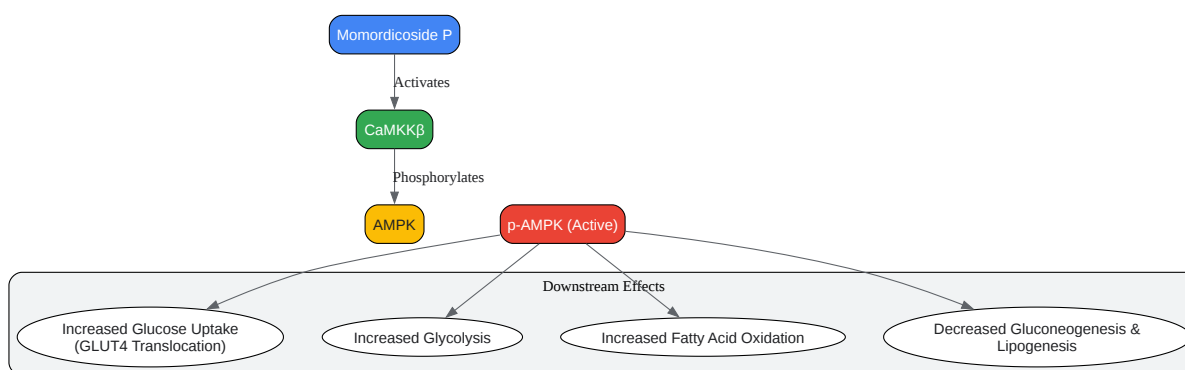 Momordicoside P
Activates
CaMKKβ
Phosphorylates
AMPK
p-AMPK (Active)
Downstream Effects
Increased Glucose Uptake
(GLUT4 Translocation)
Increased Glycolysis
Increased Fatty Acid Oxidation
Decreased Gluconeogenesis &
Lipogenesis